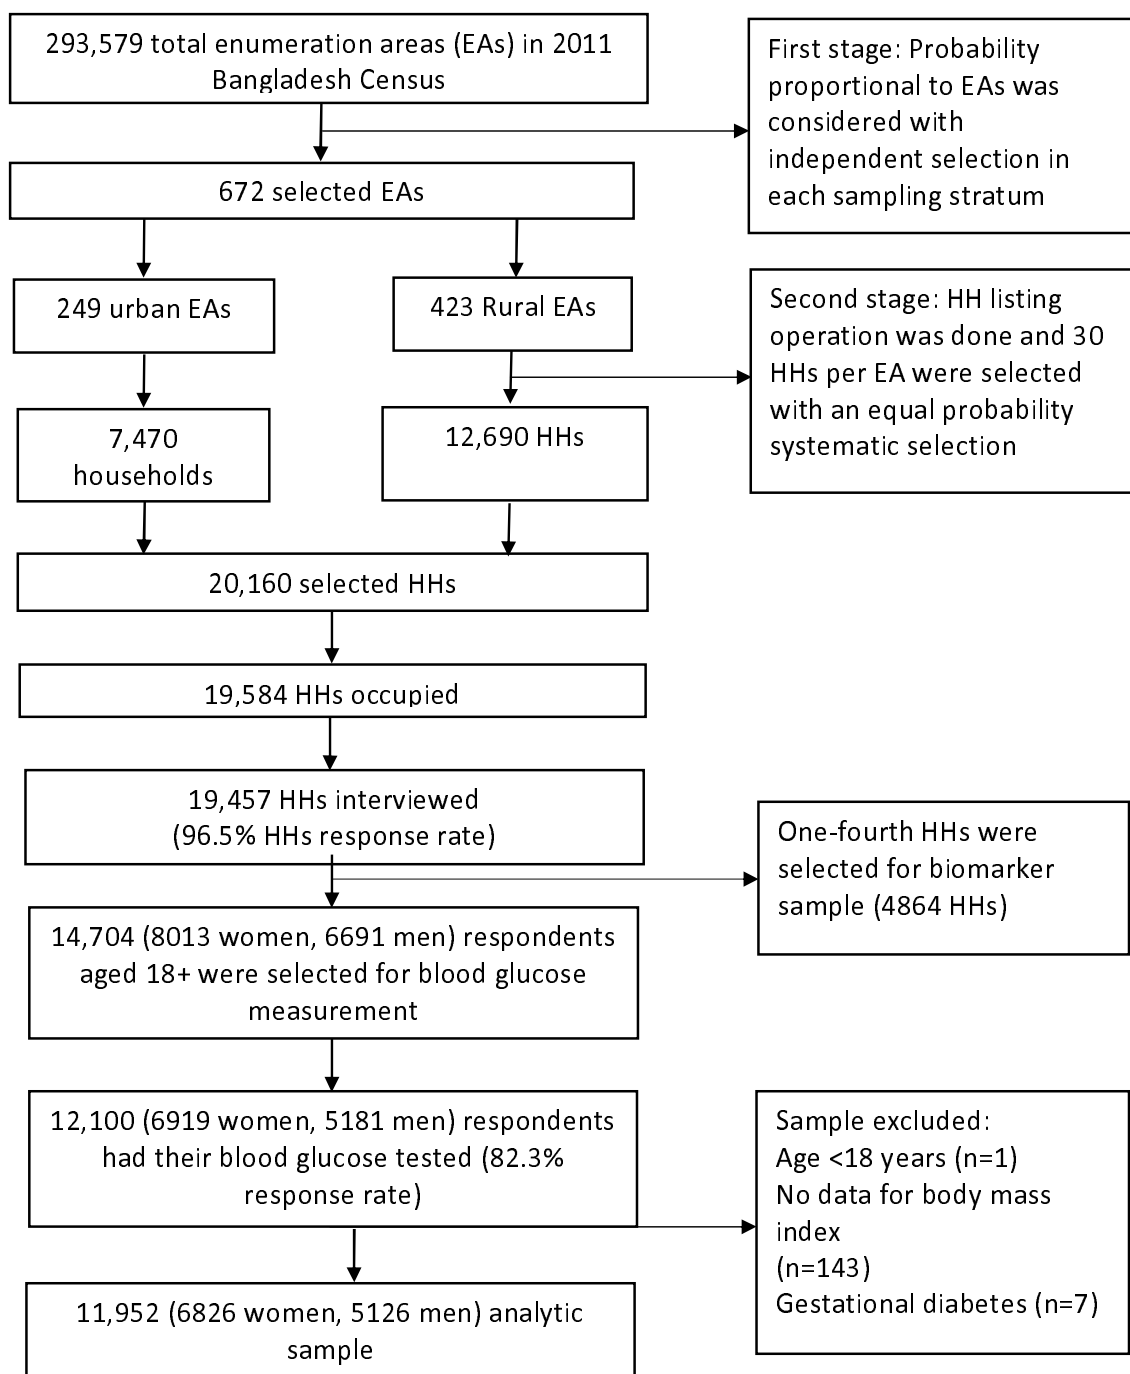 293,579 total enumeration areas (EAs) in 2011
Bangladesh Census
First stage: Probability
proportional to EAs was
considered with
independent selection in
each sampling stratum
672 selected EAs
249 urban EAs
423 Rural EAs
Second stage: HH listing
operation was done and 30
HHs per EA were selected
with an equal probability
systematic selection
7,470
households
12,690 HHs
20,160 selected HHs
19,584 HHs occupied
19,457 HHs interviewed
(96.5% HHs response rate)
One-fourth HHs were
selected for biomarker
sample (4864 HHs)
14,704 (8013 women, 6691 men) respondents
aged 18+ were selected for blood glucose
measurement
12,100 (6919 women, 5181 men) respondents
had their blood glucose tested (82.3%
response rate)
Sample excluded:
Age <18 years (n=1)
No data for body mass
index
(n=143)
Gestational diabetes (n=7)
11,952 (6826 women, 5126 men) analytic
sample